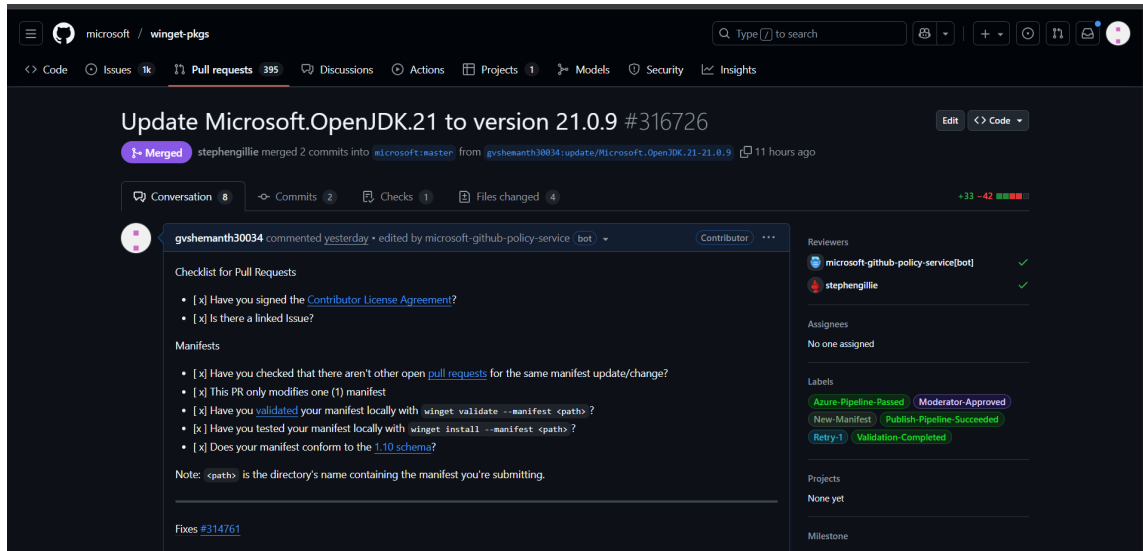 microsoft / winget-pkgs
Type / to search
Code Issues 1k Pull requests 395 Discussions Actions Projects 1 Models Security Insights
Update Microsoft.OpenJDK.21 to version 21.0.9 #316726
Edit <> Code
Merged stephengillie merged 2 commits into microsoft:master from gvshemanth30034:update/Microsoft.OpenJDK.21-21.0.9 11 hours ago
Conversation 8 Commits 2 Checks 1 Files changed 4
+33 −42
gvshemanth30034 commented yesterday • edited by microsoft-github-policy-service bot
Contributor
Checklist for Pull Requests
• [ x] Have you signed the Contributor License Agreement?
• [ x] Is there a linked Issue?
Manifests
• [ x] Have you checked that there aren't other open pull requests for the same manifest update/change?
• [ x] This PR only modifies one (1) manifest
• [ x] Have you validated your manifest locally with winget validate --manifest <path> ?
• [x ] Have you tested your manifest locally with winget install --manifest <path> ?
• [ x] Does your manifest conform to the 1.10 schema?
Note: <path> is the directory's name containing the manifest you're submitting.
Fixes #314761
Reviewers
microsoft-github-policy-service[bot]
stephengillie
Assignees
No one assigned
Labels
Azure-Pipeline-Passed Moderator-Approved
New-Manifest Publish-Pipeline-Succeeded
Retry-1 Validation-Completed
Projects
None yet
Milestone